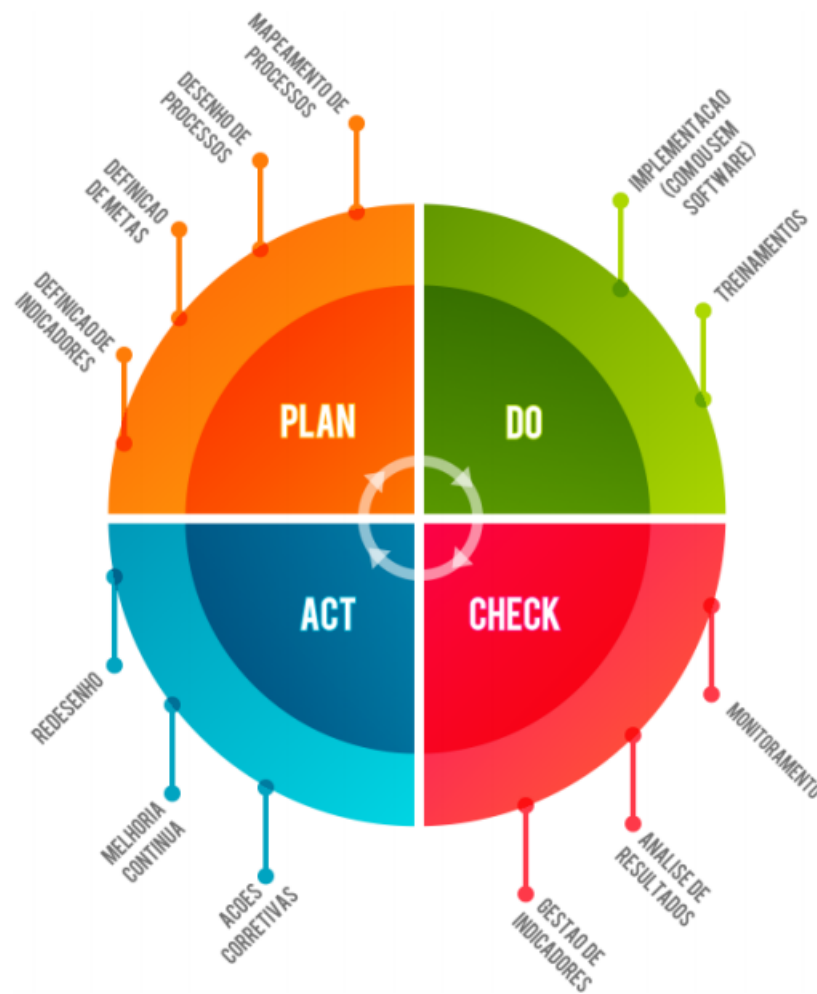 MAPEAMENTO DE
PROCESSOS
DESENHO DE
PROCESSOS
DEFINICAO
DE METAS
DEFINICAO DE
INDICADORES
IMPLEMENTACAO
(COM OU SEM
SOFTWARE)
TREINAMENTOS
PLAN
DO
ACT
CHECK
REDESENHO
MELHORIA
CONTINUA
ACOES
CORRETIVAS
MONITORAMENTO
ANALISE DE
RESULTADOS
GESTAO DE
INDICADORES